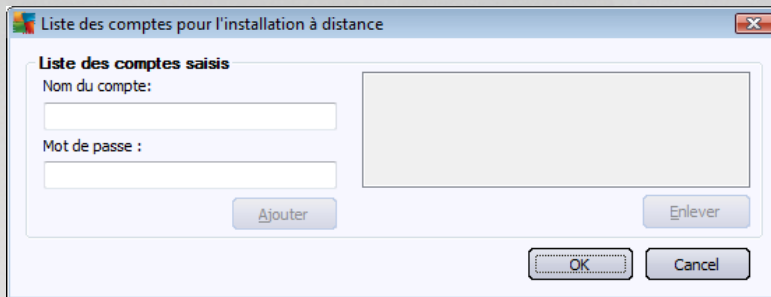 Liste des comptes pour l'installation à distance
Liste des comptes saisis
Nom du compte:
Mot de passe :
Ajouter
Enlever
OK
Cancel